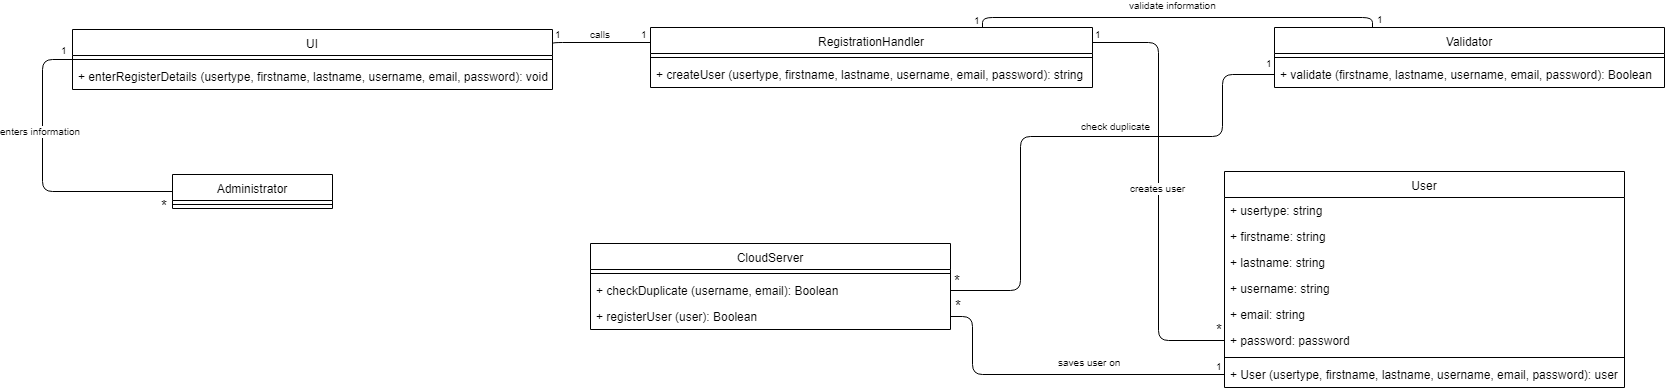 validate information
1
1
UI
1
calls
1
RegistrationHandler
1
Validator
1
+ enterRegisterDetails (usertype, firstname, lastname, username, email, password): void
+ createUser (usertype, firstname, lastname, username, email, password): string
1
+ validate (firstname, lastname, username, email, password): Boolean
enters information
check duplicate
Administrator
*
creates user
User
+ usertype: string
+ firstname: string
+ lastname: string
+ username: string
+ email: string
+ password: password
+ User (usertype, firstname, lastname, username, email, password): user
CloudServer
*
+ checkDuplicate (username, email): Boolean
*
+ registerUser (user): Boolean
*
saves user on
1